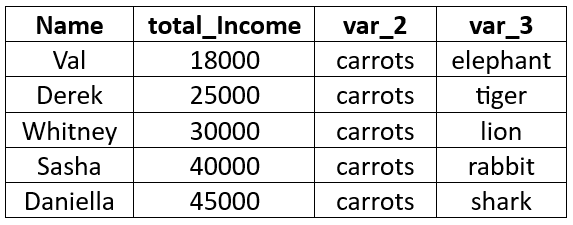 Name total_Income var_2 var_3
Val 18000 carrots elephant
Derek 25000 carrots tiger
Whitney 30000 carrots lion
Sasha 40000 carrots rabbit
Daniella 45000 carrots shark